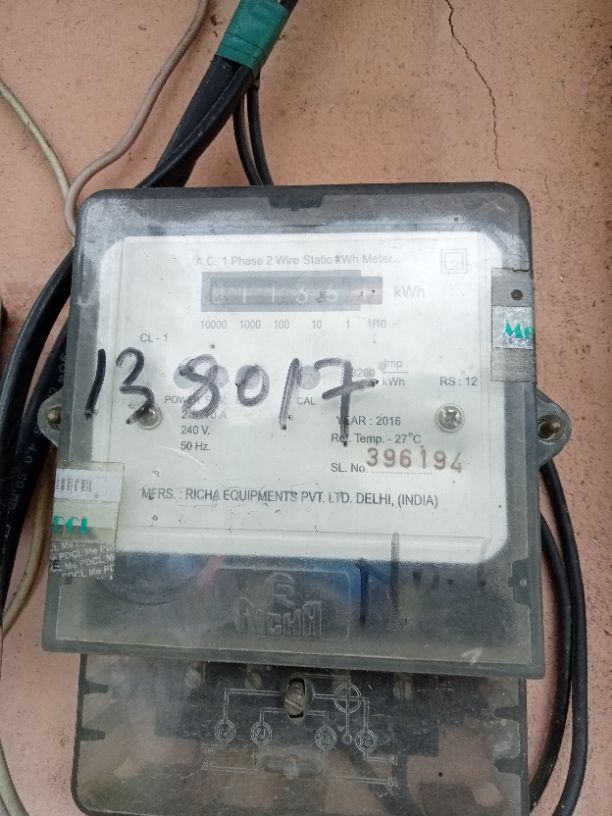 A.C. 1 Phase 2 Wire Static kWh Meter
kWh
10000 1000 100 10 1 1/10
CL - 1
3200 Imp/kWh
RS : 12
138017
POWER
CAL
240 V.
50 Hz.
YEAR : 2016
Ref. Temp. - 27°C
SL. No. 396194
MFRS. : RICHA EQUIPMENTS PVT. LTD. DELHI, (INDIA)
RICHA